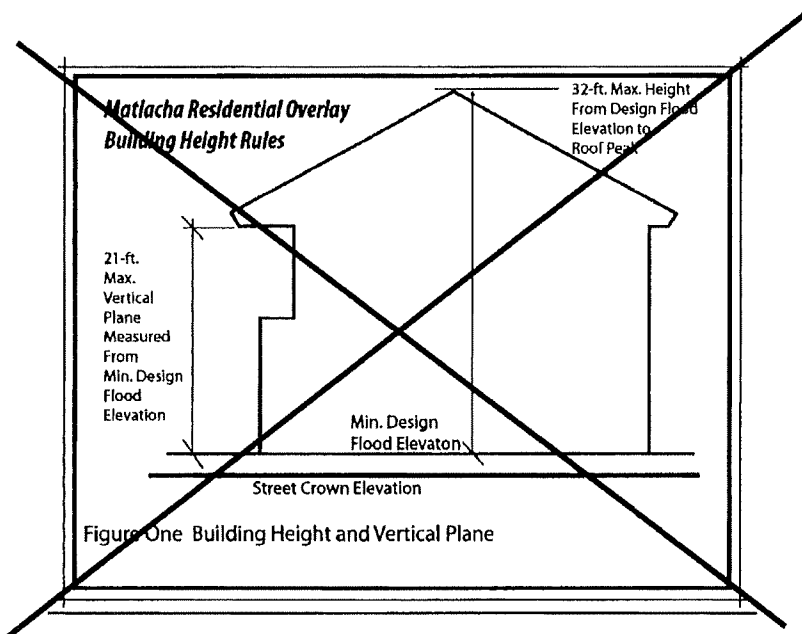 Matlacha Residential Overlay
Building Height Rules
32-ft. Max. Height
From Design Flood
Elevation to
Roof Peak
21-ft.
Max.
Vertical
Plane
Measured
From
Min. Design
Flood
Elevation
Min. Design
Flood Elevaton
Street Crown Elevation
Figure One Building Height and Vertical Plane